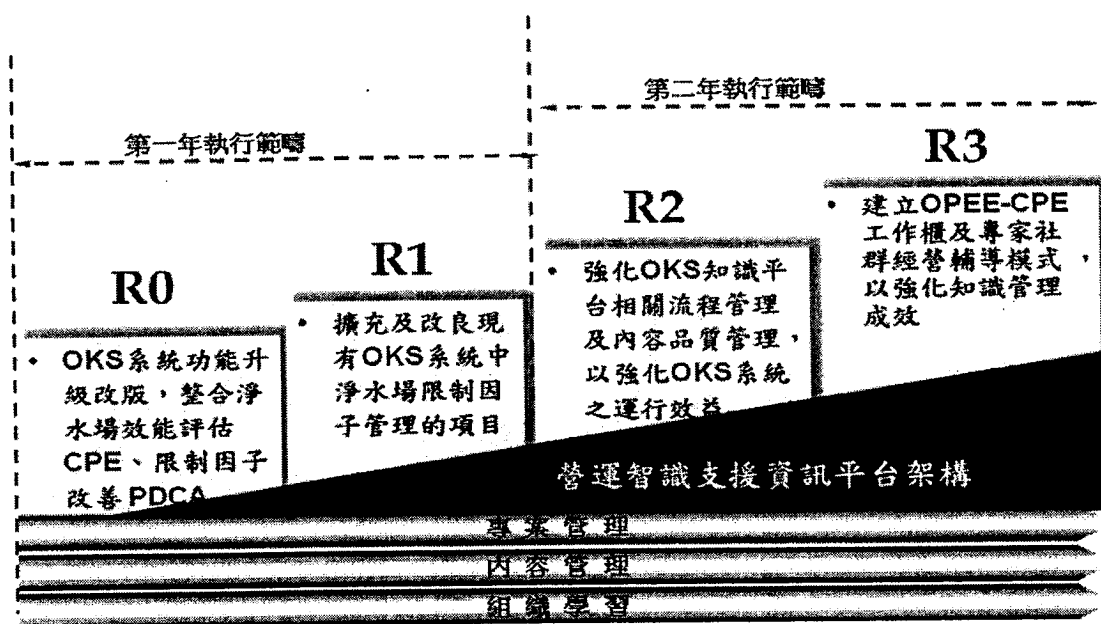 第一年執行範疇
第二年執行範疇
R0
• OKS系統功能升
級改版，整合淨
水場效能評估
CPE、限制因子
改善PDCA
R1
• 擴充及改良現
有OKS系統中
淨水場限制因
子管理的項目
R2
• 強化OKS知識平
台相關流程管理
及內容品質管理，
以強化OKS系統
之運行效益
R3
• 建立OPEE-CPE
工作櫃及專家社
群經營輔導模式，
以強化知識管理
成效
營運智識支援資訊平台架構
專案管理
內容管理
組織學習